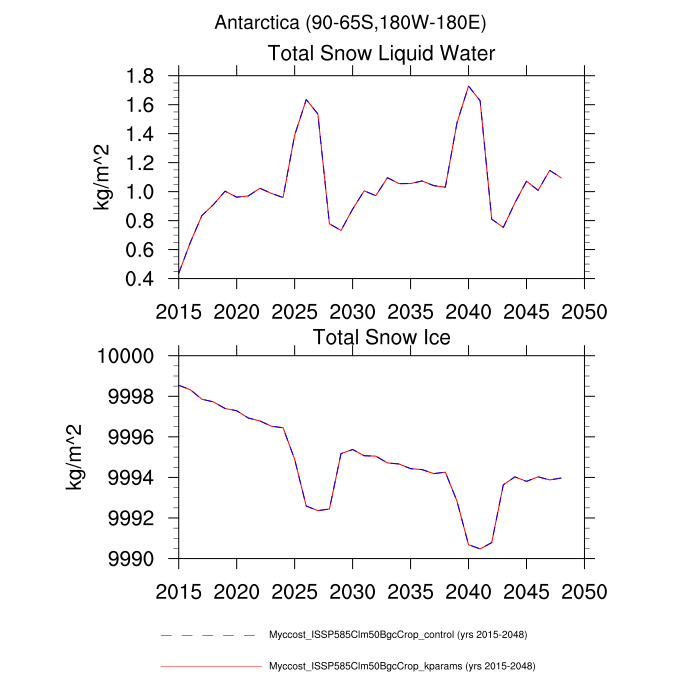 Antarctica (90-65S,180W-180E)
Total Snow Liquid Water
1.8
1.6
1.4
1.2
1.0
0.8
0.6
0.4
kg/m^2
2015 2020 2025 2030 2035 2040 2045 2050
Total Snow Ice
10000
9998
9996
9994
9992
9990
kg/m^2
2015 2020 2025 2030 2035 2040 2045 2050
Myccost_ISSP585Clm50BgcCrop_control (yrs 2015-2048)
Myccost_ISSP585Clm50BgcCrop_kparams (yrs 2015-2048)